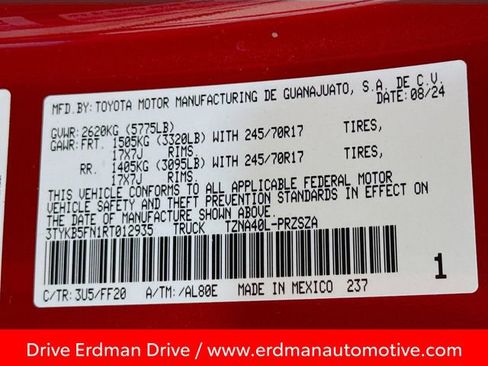 MFD. BY: TOYOTA MOTOR MANUFACTURING DE GUANAJUATO, S.A. DE C.V.
DATE: 08/24
GVWR: 2620KG (5775LB)
GAWR: FRT. 1505KG (3320LB) WITH 245/70R17 TIRES,
17X7J RIMS.
RR. 1405KG (3095LB) WITH 245/70R17 TIRES,
17X7J RIMS.
THIS VEHICLE CONFORMS TO ALL APPLICABLE FEDERAL MOTOR
VEHICLE SAFETY AND THEFT PREVENTION STANDARDS IN EFFECT ON
THE DATE OF MANUFACTURE SHOWN ABOVE.
3TYKB5FN1RT012935 TRUCK TZNA40L-PRZSZA
1
C/TR: 3U5/FF20 A/TM: /AL80E MADE IN MEXICO 237
Drive Erdman Drive / www.erdmanautomotive.com